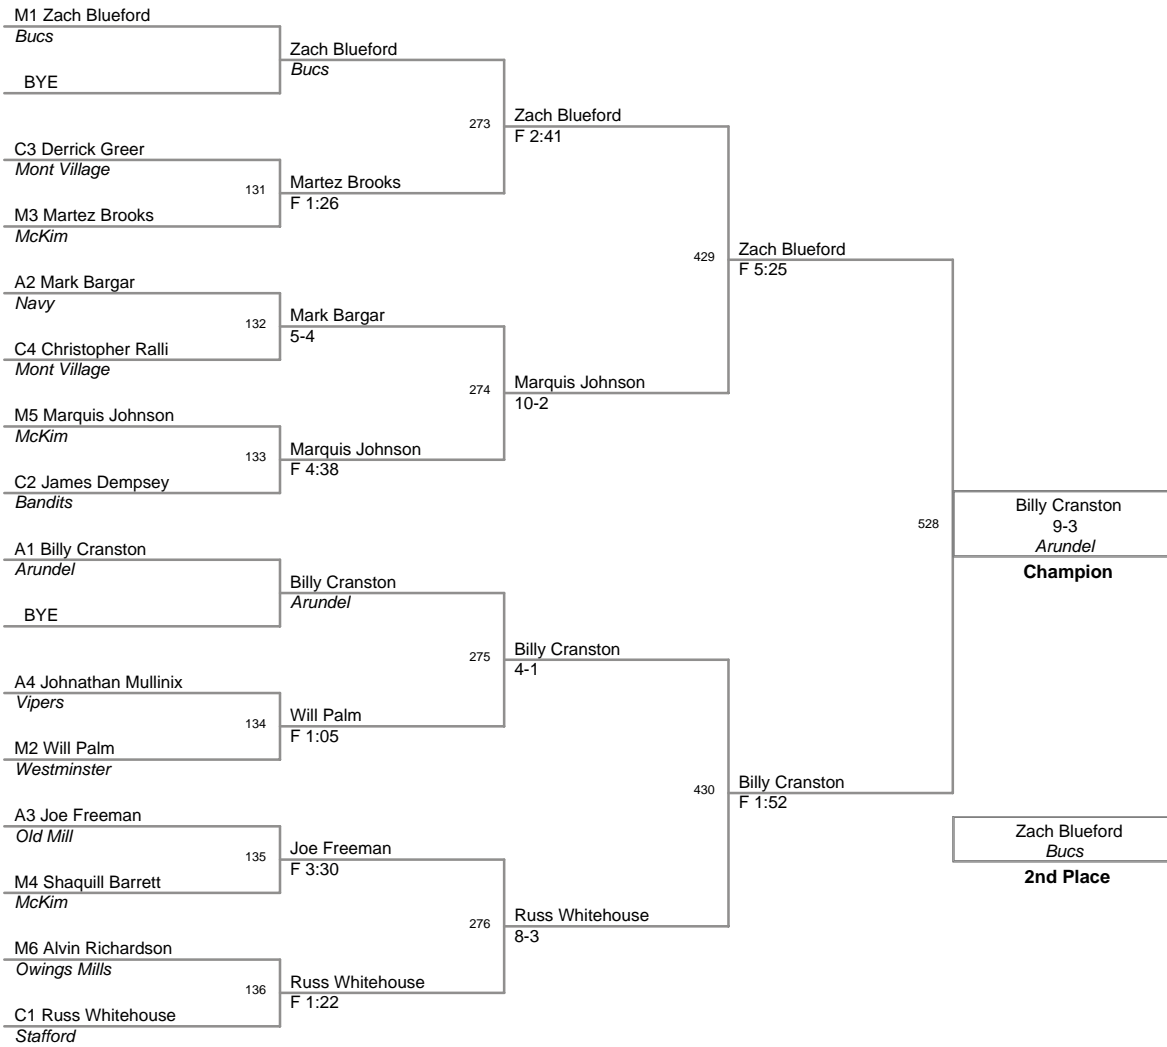 M1 Zach Blueford
Bucs
BYE
Zach Blueford
Bucs
C3 Derrick Greer
Mont Village
M3 Martez Brooks
McKim
131
Martez Brooks
F 1:26
273
Zach Blueford
F 2:41
A2 Mark Bargar
Navy
C4 Christopher Ralli
Mont Village
132
Mark Bargar
5-4
M5 Marquis Johnson
McKim
C2 James Dempsey
Bandits
133
Marquis Johnson
F 4:38
274
Marquis Johnson
10-2
429
Zach Blueford
F 5:25
A1 Billy Cranston
Arundel
BYE
Billy Cranston
Arundel
A4 Johnathan Mullinix
Vipers
M2 Will Palm
Westminster
134
Will Palm
F 1:05
275
Billy Cranston
4-1
A3 Joe Freeman
Old Mill
M4 Shaquill Barrett
McKim
135
Joe Freeman
F 3:30
M6 Alvin Richardson
Owings Mills
C1 Russ Whitehouse
Stafford
136
Russ Whitehouse
F 1:22
276
Russ Whitehouse
8-3
430
Billy Cranston
F 1:52
528
Billy Cranston
9-3
Arundel
Champion
Zach Blueford
Bucs
2nd Place